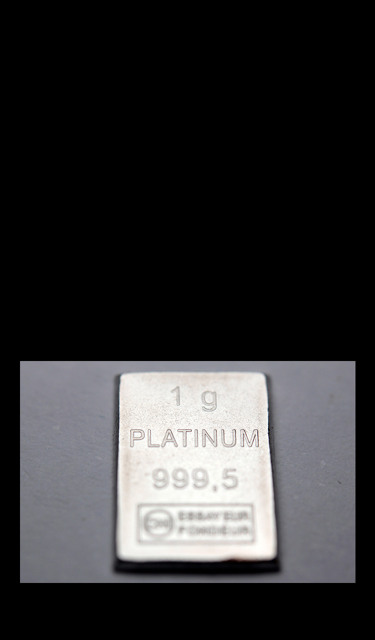 1 g
PLATINUM
999,5
ESSAYEUR
FONDEUR